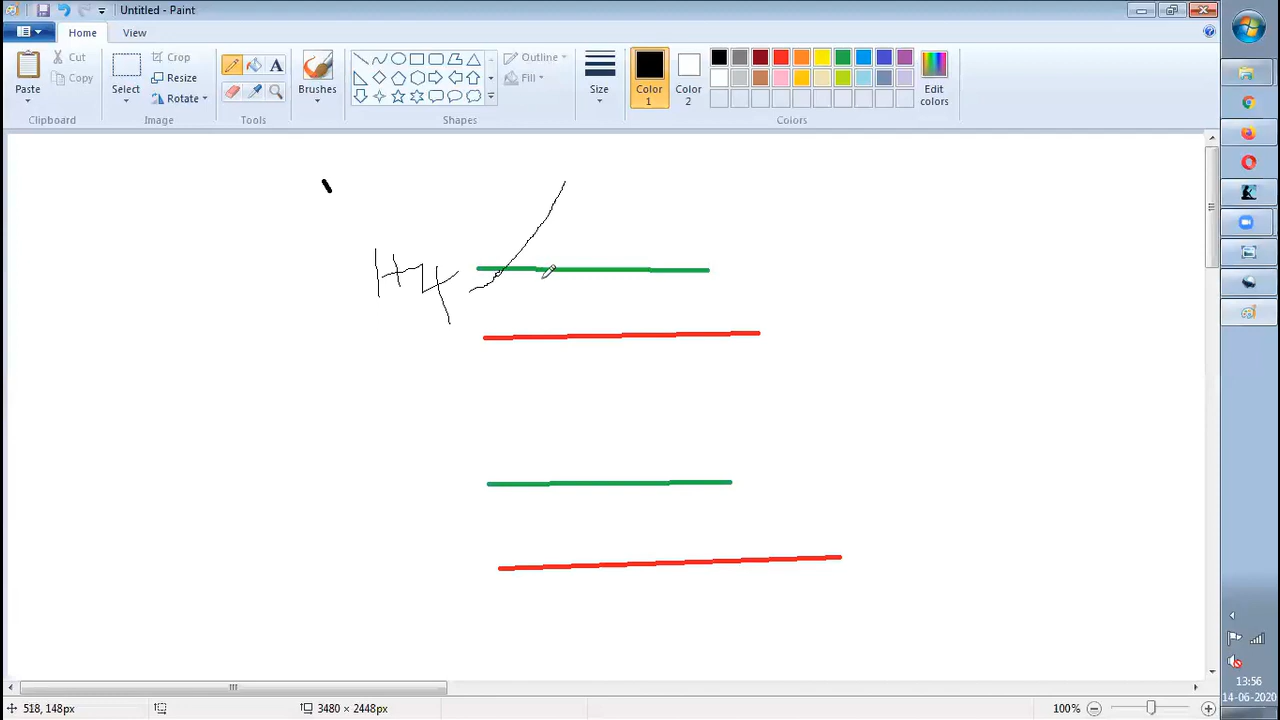 Untitled - Paint
Home
View
Paste
Cut
Copy
Clipboard
Select
Crop
Resize
Rotate
Image
Tools
Brushes
Outline
Fill
Shapes
Size
Color 1
Color 2
Edit colors
Colors
H4
518, 148px
3480 × 2448px
100%
13:56
14-06-2020